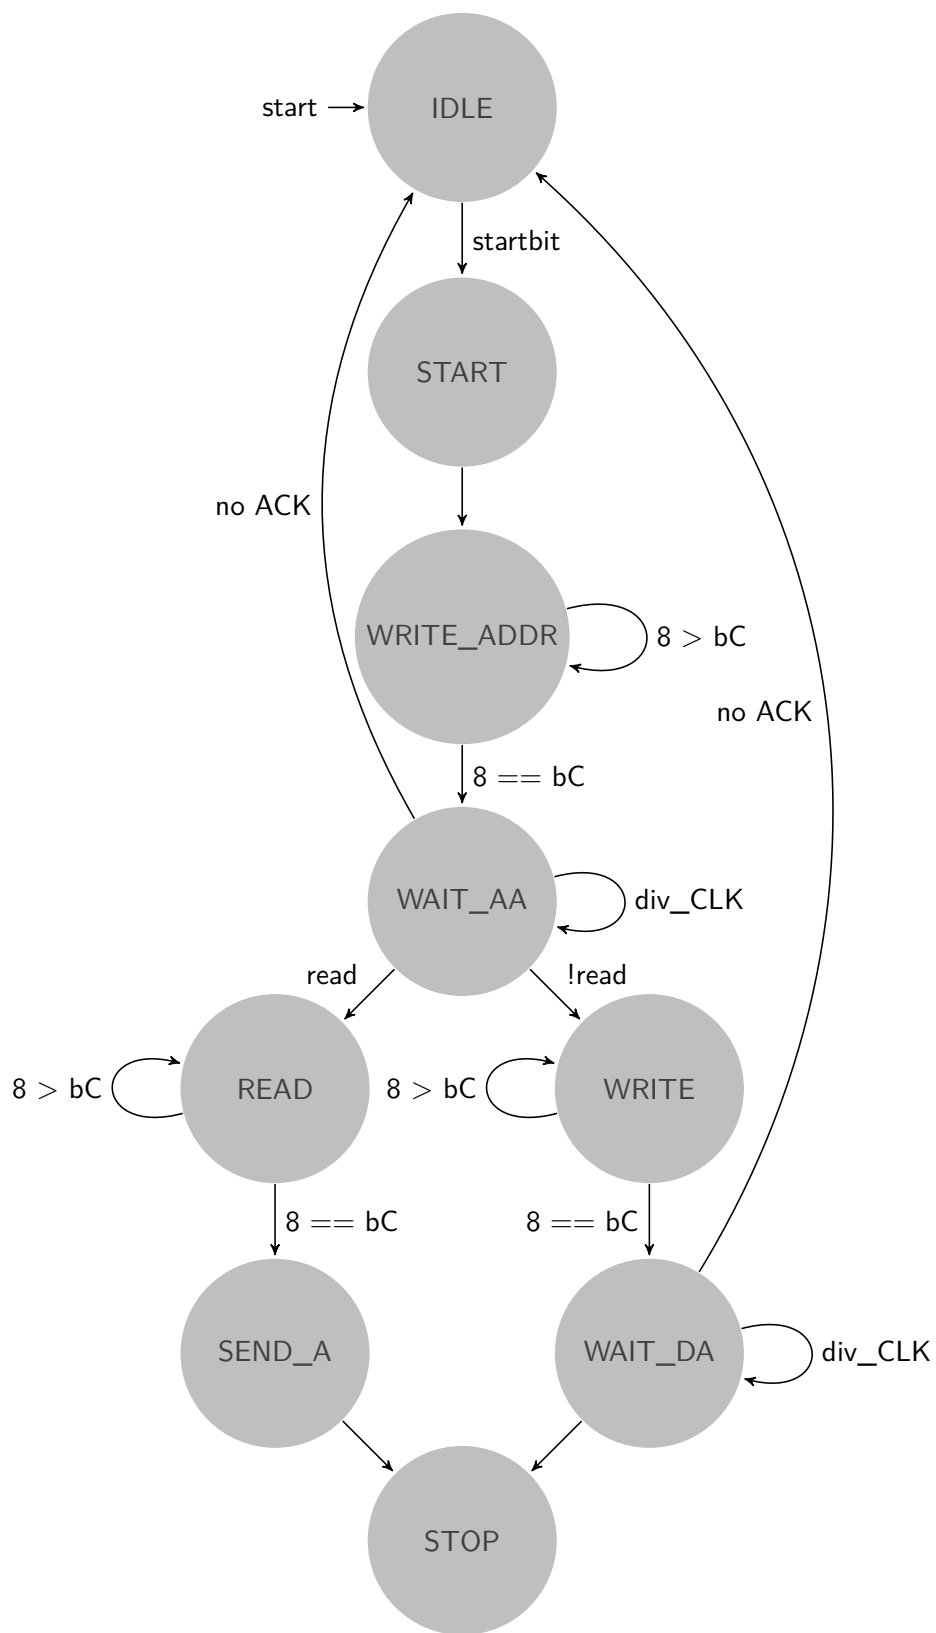 start
IDLE
startbit
START
no ACK
WRITE_ADDR
8 > bC
no ACK
8 == bC
WAIT_AA
div_CLK
read
!read
8 > bC
READ
8 > bC
WRITE
8 == bC
8 == bC
SEND_A
WAIT_DA
div_CLK
STOP